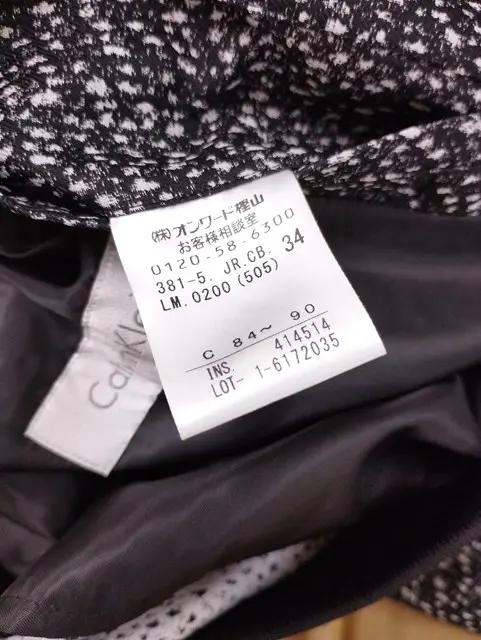 (株)オンワード樫山
お客様相談室
0120-58-6300
381-5. JR.CB. 34
LM.0200 (505)
C 84～ 90
INS. 414514
LOT- 1-6172035